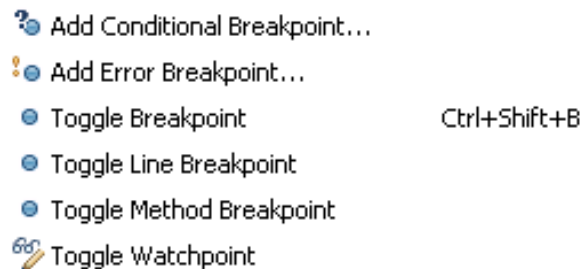 Add Conditional Breakpoint...
Add Error Breakpoint...
Toggle Breakpoint Ctrl+Shift+B
Toggle Line Breakpoint
Toggle Method Breakpoint
Toggle Watchpoint